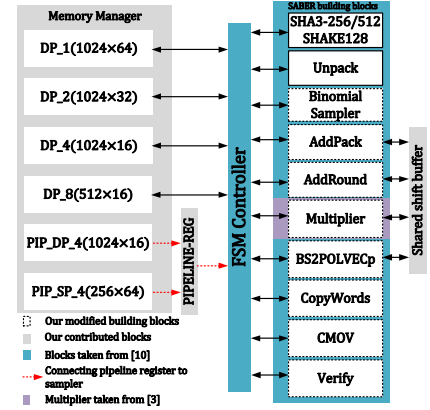 Memory Manager
DP_1(1024×64)
DP_2(1024×32)
DP_4(1024×16)
DP_8(512×16)
PIP_DP_4(1024×16)
PIP_SP_4(256×64)
PIPELINE-REG
FSM Controller
SABER building blocks
SHA3-256/512
SHAKE128
Unpack
Binomial
Sampler
AddPack
AddRound
Multiplier
BS2POLVECp
CopyWords
CMOV
Verify
Shared shift buffer
Our modified building blocks
Our contributed blocks
Blocks taken from [10]
Connecting pipeline register to
sampler
Multiplier taken from [3]